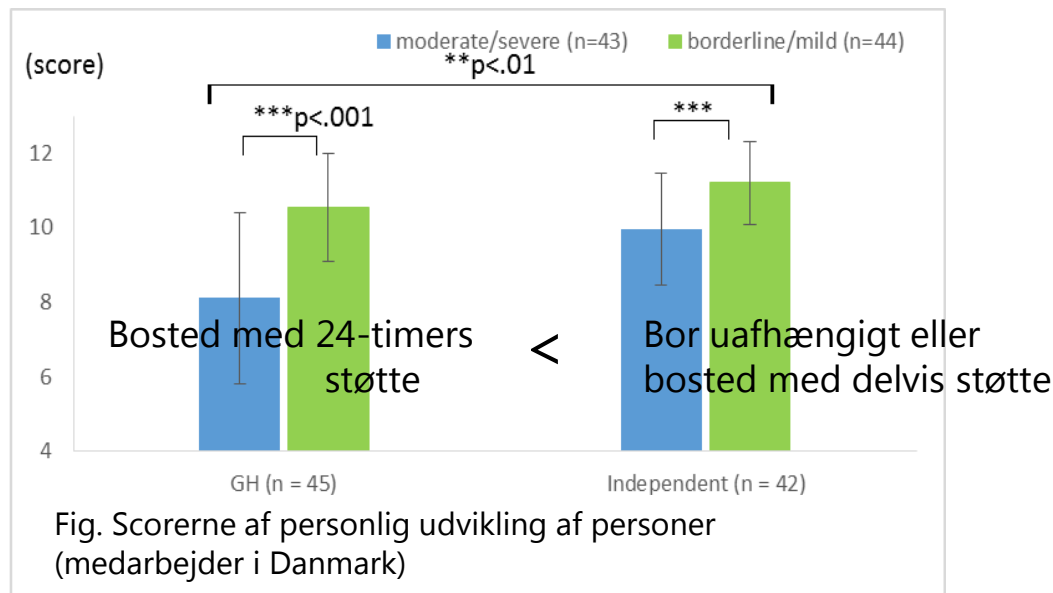 moderate/severe (n=43) borderline/mild (n=44)
(score)
**p<.01
***p<.001
***
12
10
8
6
4
Bosted med 24-timers
støtte
<
Bor uafhængigt eller
bosted med delvis støtte
GH (n = 45)
Independent (n = 42)
Fig. Scorerne af personlig udvikling af personer
(medarbejder i Danmark)